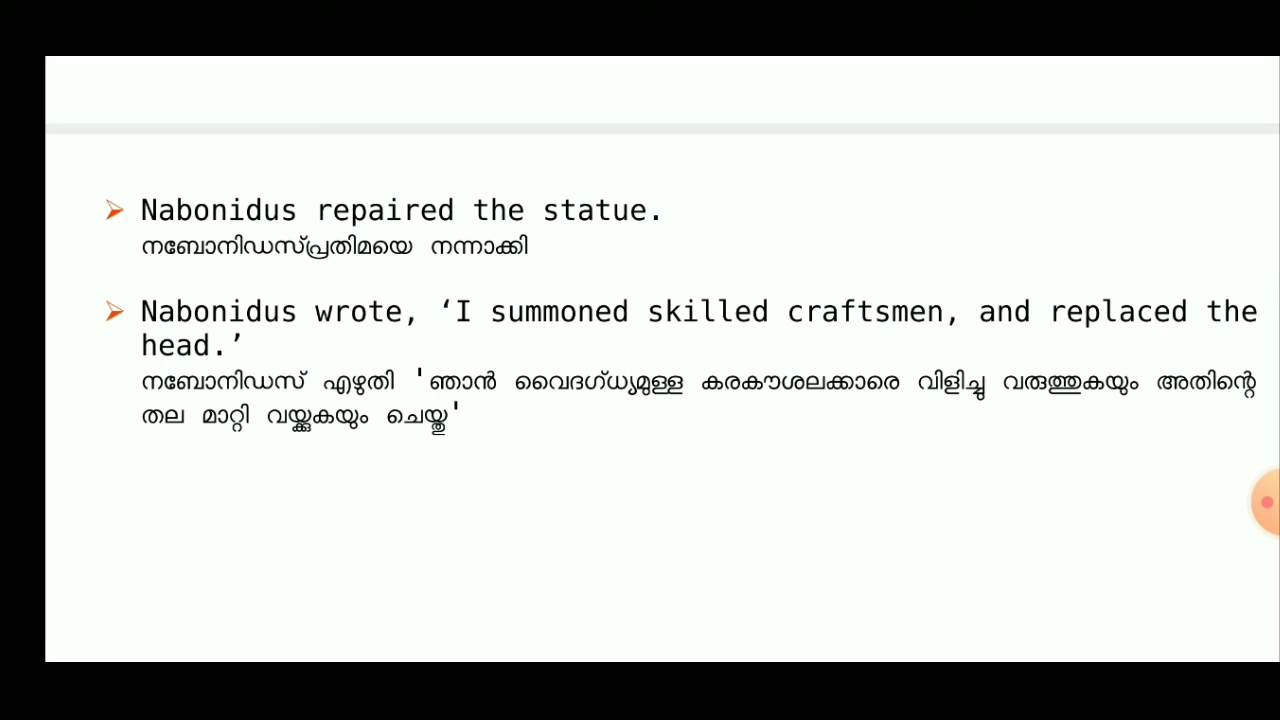 Nabonidus repaired the statue.
നബോനിഡസ്പ്രതിമയെ നന്നാക്കി
Nabonidus wrote, ‘I summoned skilled craftsmen, and replaced the
head.’
നബോനിഡസ് എഴുതി 'ഞാൻ വൈദഗ്ധ്യമുള്ള കരകൗശലക്കാരെ വിളിച്ചു വരുത്തുകയും അതിന്റെ
തല മാറ്റി വയ്ക്കുകയും ചെയ്തു'